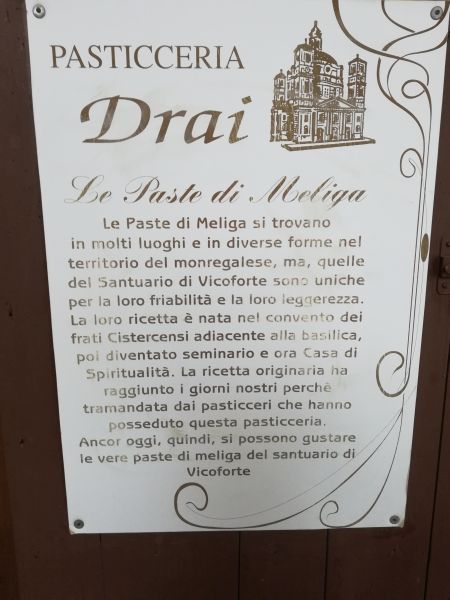 PASTICCERIA
Drai
Le Paste di Meliga
Le Paste di Meliga si trovano
in molti luoghi e in diverse forme nel
territorio del monregalese, ma, quelle
del Santuario di Vicoforte sono uniche
per la loro friabilità e la loro leggerezza.
La loro ricetta è nata nel convento dei
frati Cistercensi adiacente alla basilica,
poi diventato seminario e ora Casa di
Spiritualità. La ricetta originaria ha
raggiunto i giorni nostri perchè
tramandata dai pasticceri che hanno
posseduto questa pasticceria.
Ancor oggi, quindi, si possono gustare
le vere paste di meliga del santuario di
Vicoforte